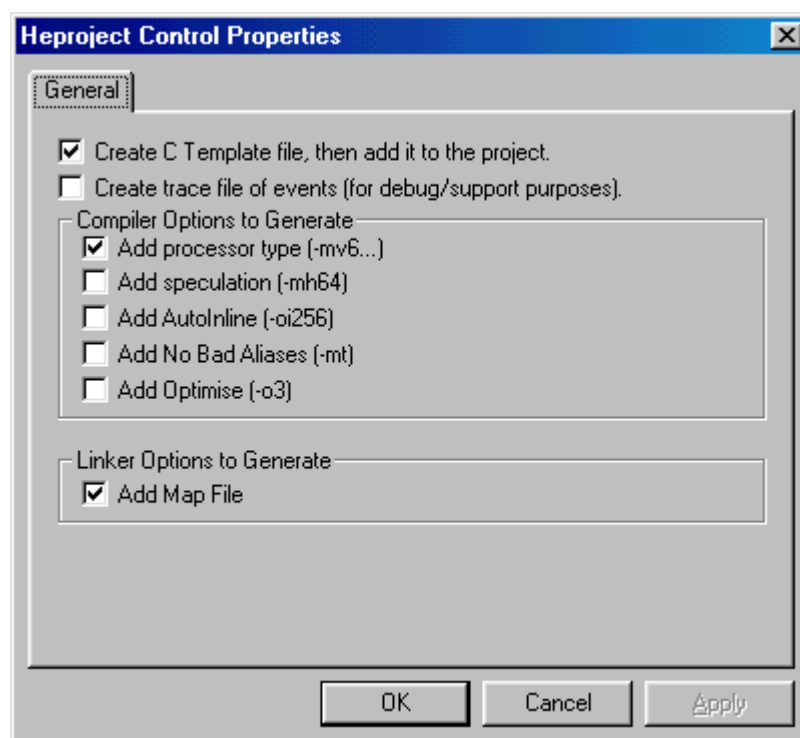 Heproject Control Properties
General
Create C Template file, then add it to the project.
Create trace file of events (for debug/support purposes).
Compiler Options to Generate
Add processor type (-mv6...)
Add speculation (-mh64)
Add AutoInline (-oi256)
Add No Bad Aliases (-mt)
Add Optimise (-o3)
Linker Options to Generate
Add Map File
OK Cancel Apply